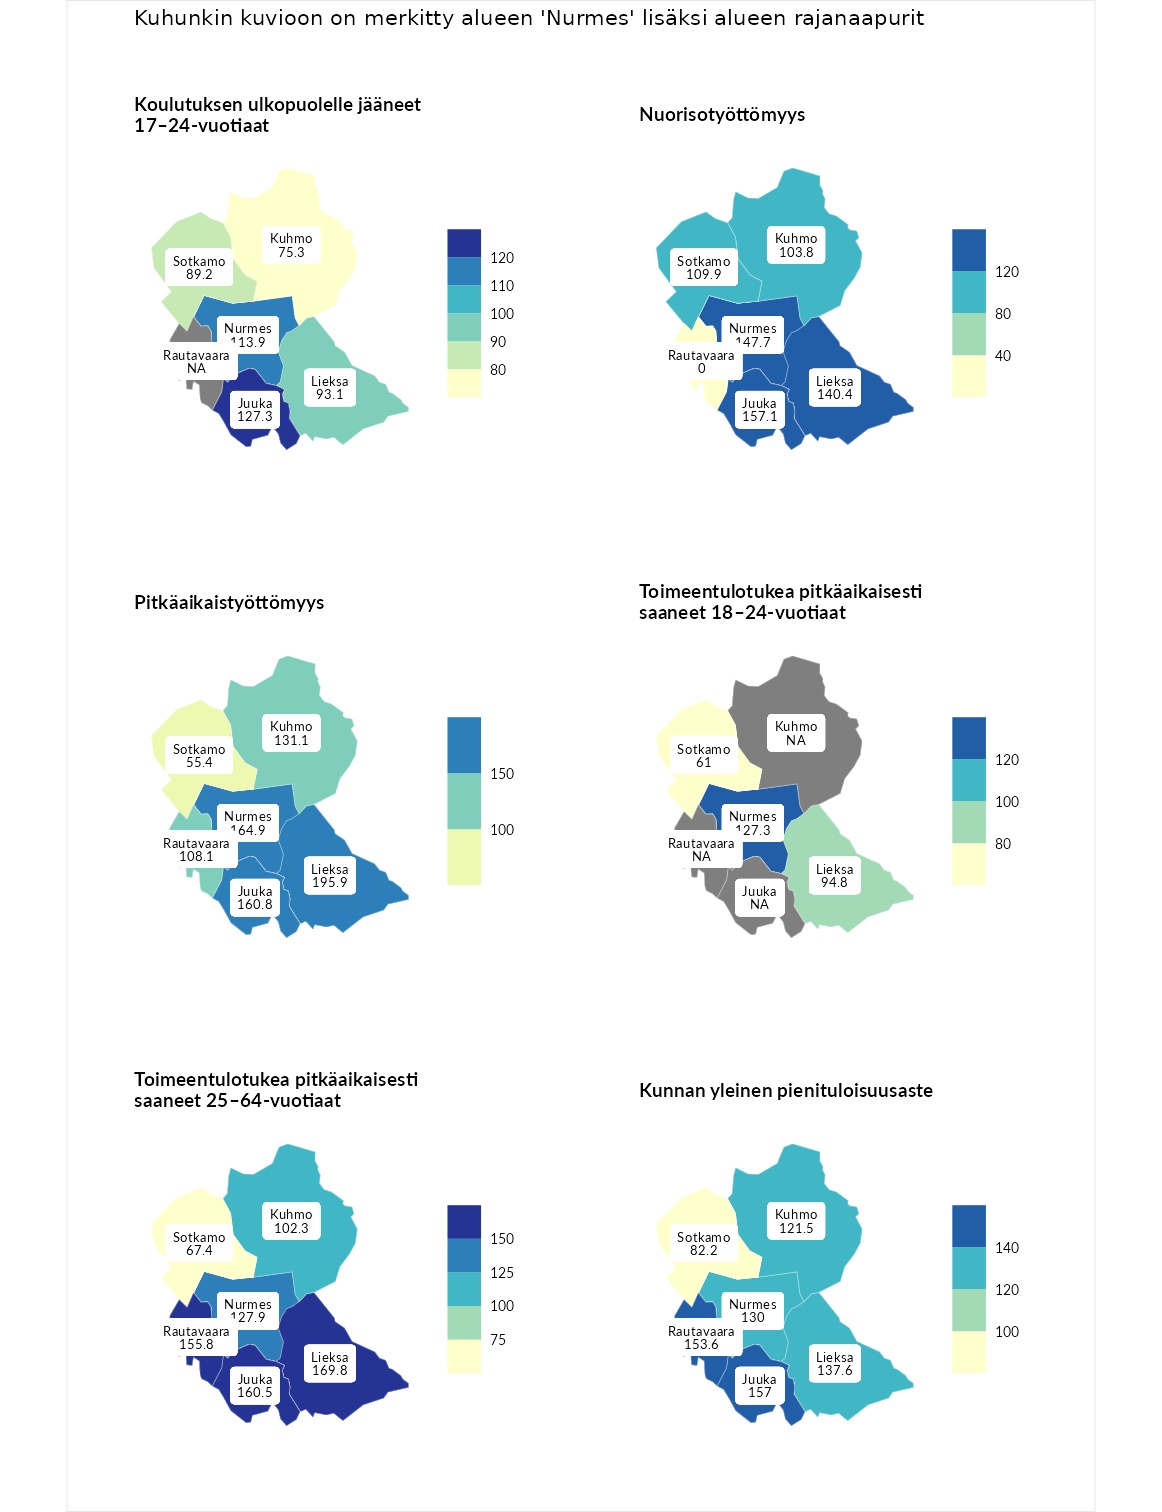 Kuhunkin kuvioon on merkitty alueen 'Nurmes' lisäksi alueen rajanaapurit
Koulutuksen ulkopuolelle jääneet
17–24-vuotiaat
Kuhmo
75.3
Sotkamo
89.2
Nurmes
113.9
Rautavaara
NA
Lieksa
93.1
Juuka
127.3
120
110
100
90
80
Nuorisotyöttömyys
Kuhmo
103.8
Sotkamo
109.9
Nurmes
147.7
Rautavaara
0
Lieksa
140.4
Juuka
157.1
120
80
40
Pitkäaikaistyöttömyys
Kuhmo
131.1
Sotkamo
55.4
Nurmes
164.9
Rautavaara
108.1
Lieksa
195.9
Juuka
160.8
150
100
Toimeentulotukea pitkäaikaisesti
saaneet 18–24-vuotiaat
Kuhmo
NA
Sotkamo
61
Nurmes
127.3
Rautavaara
NA
Lieksa
94.8
Juuka
NA
120
100
80
Toimeentulotukea pitkäaikaisesti
saaneet 25–64-vuotiaat
Kuhmo
102.3
Sotkamo
67.4
Nurmes
127.9
Rautavaara
155.8
Lieksa
169.8
Juuka
160.5
150
125
100
75
Kunnan yleinen pienituloisuusaste
Kuhmo
121.5
Sotkamo
82.2
Nurmes
130
Rautavaara
153.6
Lieksa
137.6
Juuka
157
140
120
100